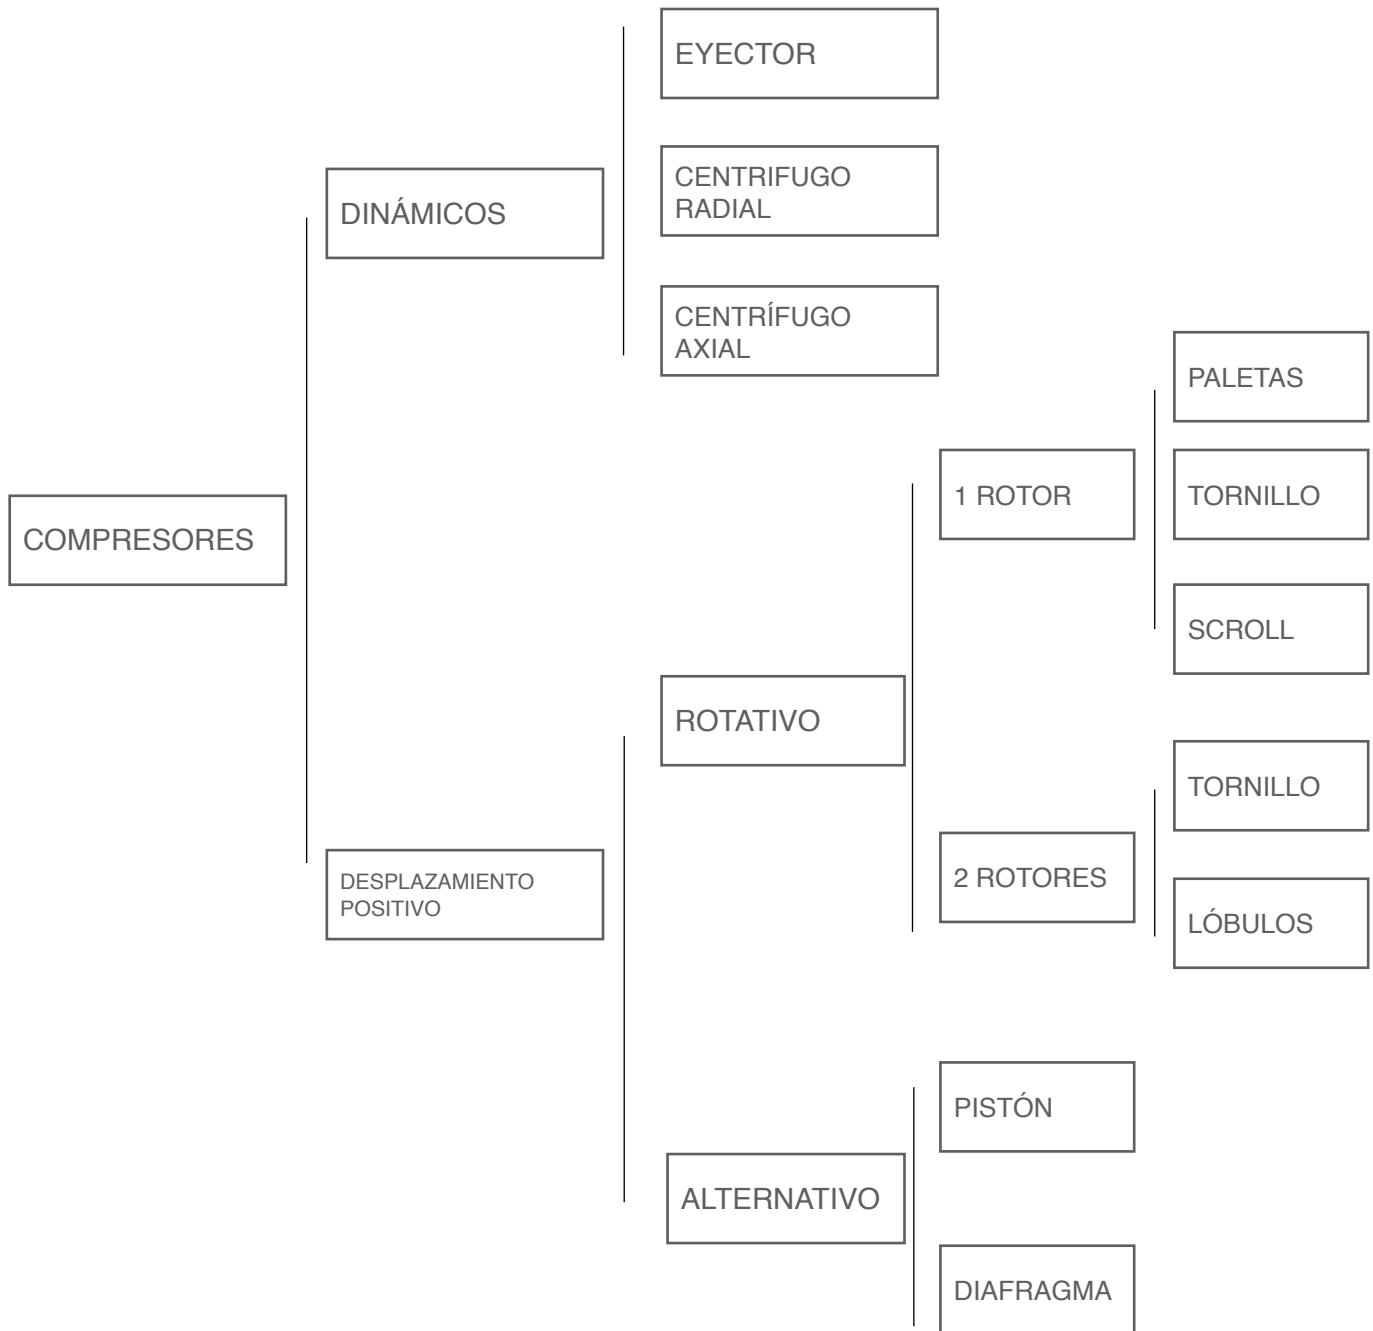 EYECTOR
CENTRIFUGO
RADIAL
DINÁMICOS
CENTRÍFUGO
AXIAL
PALETAS
1 ROTOR
TORNILLO
COMPRESORES
SCROLL
ROTATIVO
TORNILLO
2 ROTORES
DESPLAZAMIENTO
POSITIVO
LÓBULOS
PISTÓN
ALTERNATIVO
DIAFRAGMA